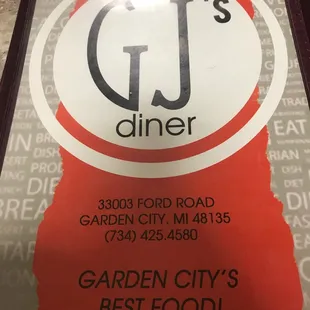 GJ's
diner
33003 FORD ROAD
GARDEN CITY, MI 48135
(734) 425.4580
GARDEN CITY'S
BEST FOOD!